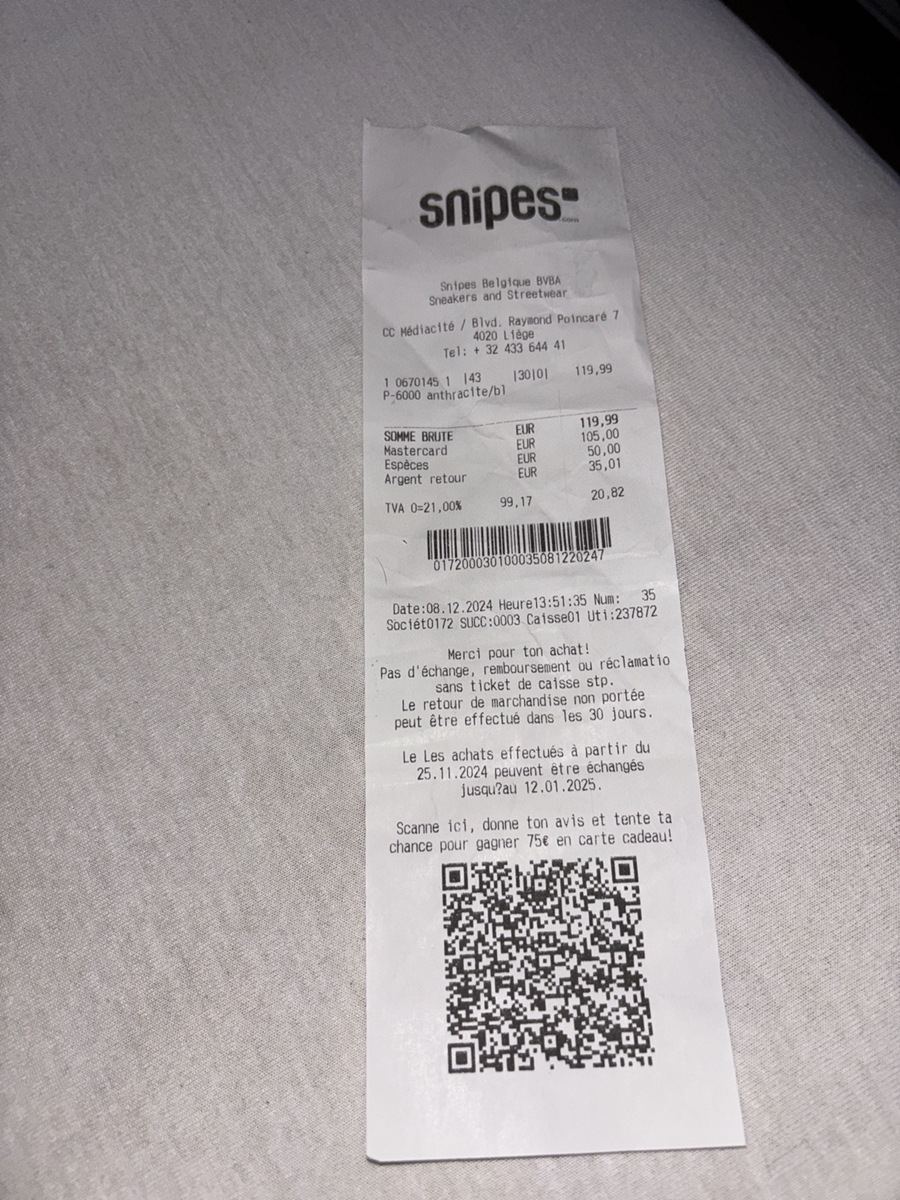 snipes
.com
Snipes Belgique BVBA
Sneakers and Streetwear
CC Médiacité / Blvd. Raymond Poincaré 7
4020 Liège
Tel: + 32 433 644 41
1 0670145 1 |43 |30|0| 119,99
P-6000 anthracite/bl
SOMME BRUTE EUR 119,99
Mastercard EUR 105,00
Espèces EUR 50,00
Argent retour EUR 35,01
TVA 0=21,00% 99,17 20,82
017200030100035081220247
Date:08.12.2024 Heure13:51:35 Num: 35
Sociét0172 SUCC:0003 Caisse01 Uti:237872
Merci pour ton achat!
Pas d'échange, remboursement ou réclamatio
sans ticket de caisse stp.
Le retour de marchandise non portée
peut être effectué dans les 30 jours.
Le Les achats effectués à partir du
25.11.2024 peuvent être échangés
jusqu?au 12.01.2025.
Scanne ici, donne ton avis et tente ta
chance pour gagner 75€ en carte cadeau!